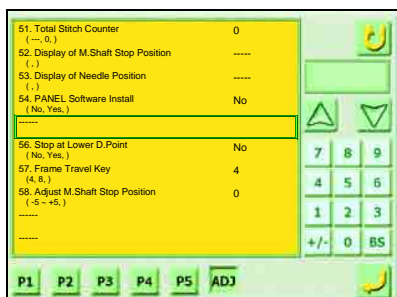 51. Total Stitch Counter 0
( ---, 0, )
52. Display of M.Shaft Stop Position -----
( , )
53. Display of Needle Position -----
( , )
54. PANEL Software Install No
( No, Yes, )
------
56. Stop at Lower D.Point No
( No, Yes, )
57. Frame Travel Key 4
(4, 8, )
58. Adjust M.Shaft Stop Position 0
( -5 ~ +5, )
------
------
7 8 9
4 5 6
1 2 3
+/- 0 BS
P1 P2 P3 P4 P5 ADJ